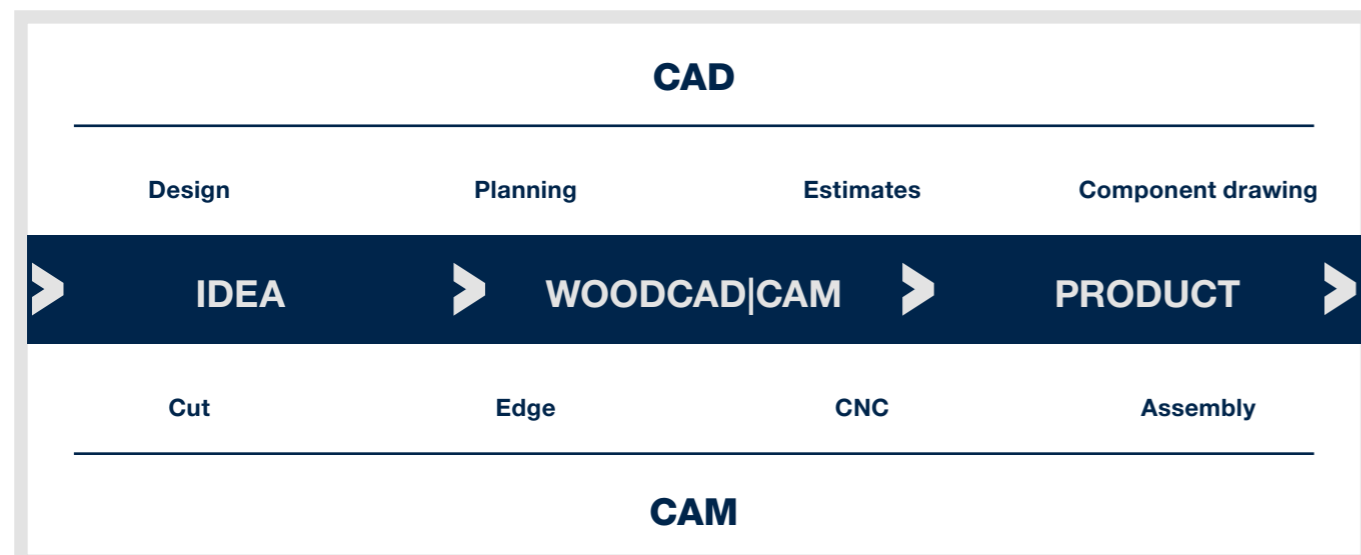 CAD
Design Planning Estimates Component drawing
> IDEA > WOODCAD|CAM > PRODUCT >
Cut Edge CNC Assembly
CAM